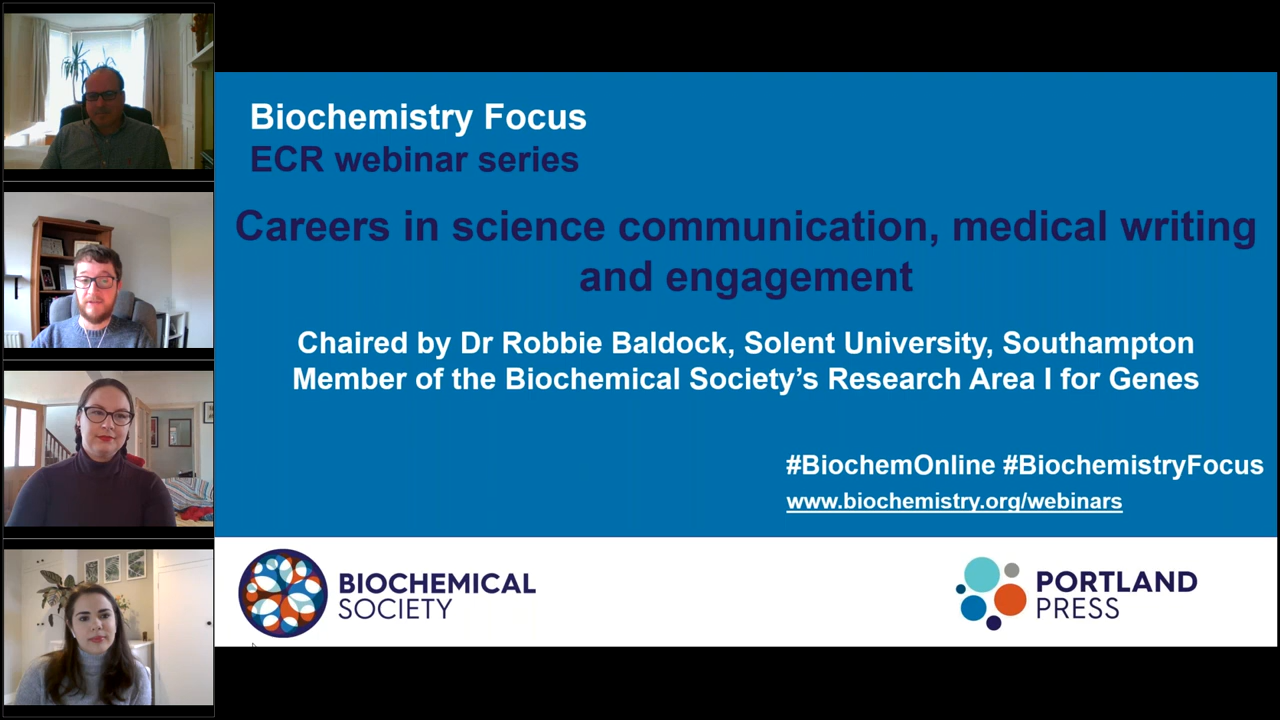 Biochemistry Focus
ECR webinar series
Careers in science communication, medical writing
and engagement
Chaired by Dr Robbie Baldock, Solent University, Southampton
Member of the Biochemical Society’s Research Area I for Genes
#BiochemOnline #BiochemistryFocus
www.biochemistry.org/webinars
BIOCHEMICAL
SOCIETY
PORTLAND
PRESS